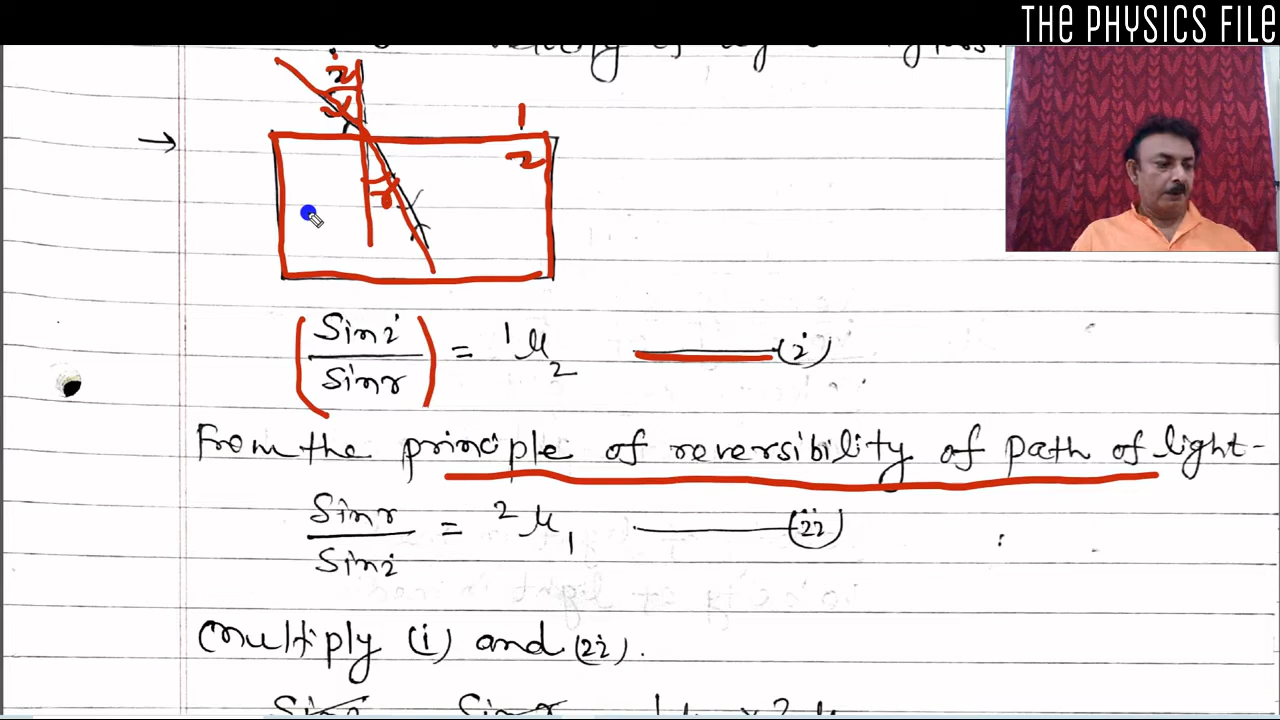 THE PHYSICS FILE
i
1
2
r
Sin i / Sin r = ¹μ₂ (i)
From the principle of reversibility of path of light-
Sin r / Sin i = ²μ₁ (ii)
Multiply (i) and (ii).